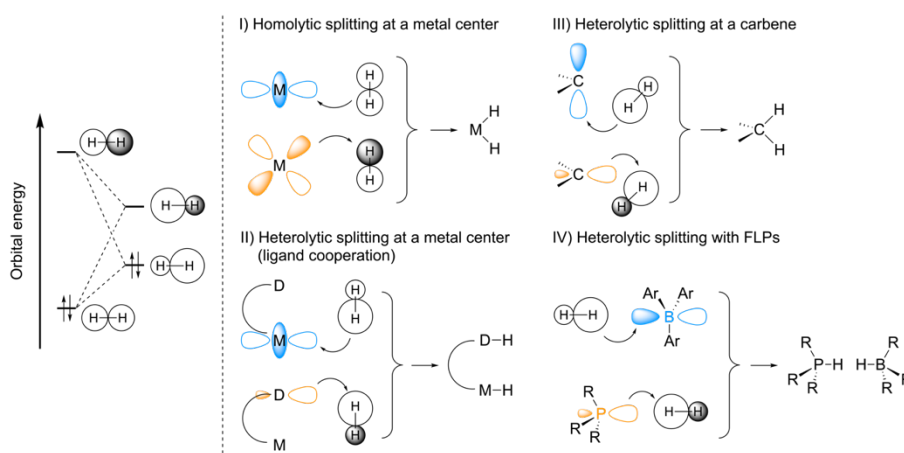 Orbital energy
H H
H H
H H
H H
I) Homolytic splitting at a metal center
M
H
H
M
H
H
M
H
H
II) Heterolytic splitting at a metal center
(ligand cooperation)
D
M
H
H
D
M
H
H
D-H
M-H
III) Heterolytic splitting at a carbene
C
H
H
C
H
H
C
H
H
IV) Heterolytic splitting with FLPs
H H
Ar
Ar
B
Ar
R
R
P
R
H H
R
P-H
R
R
H-B
R
R
R